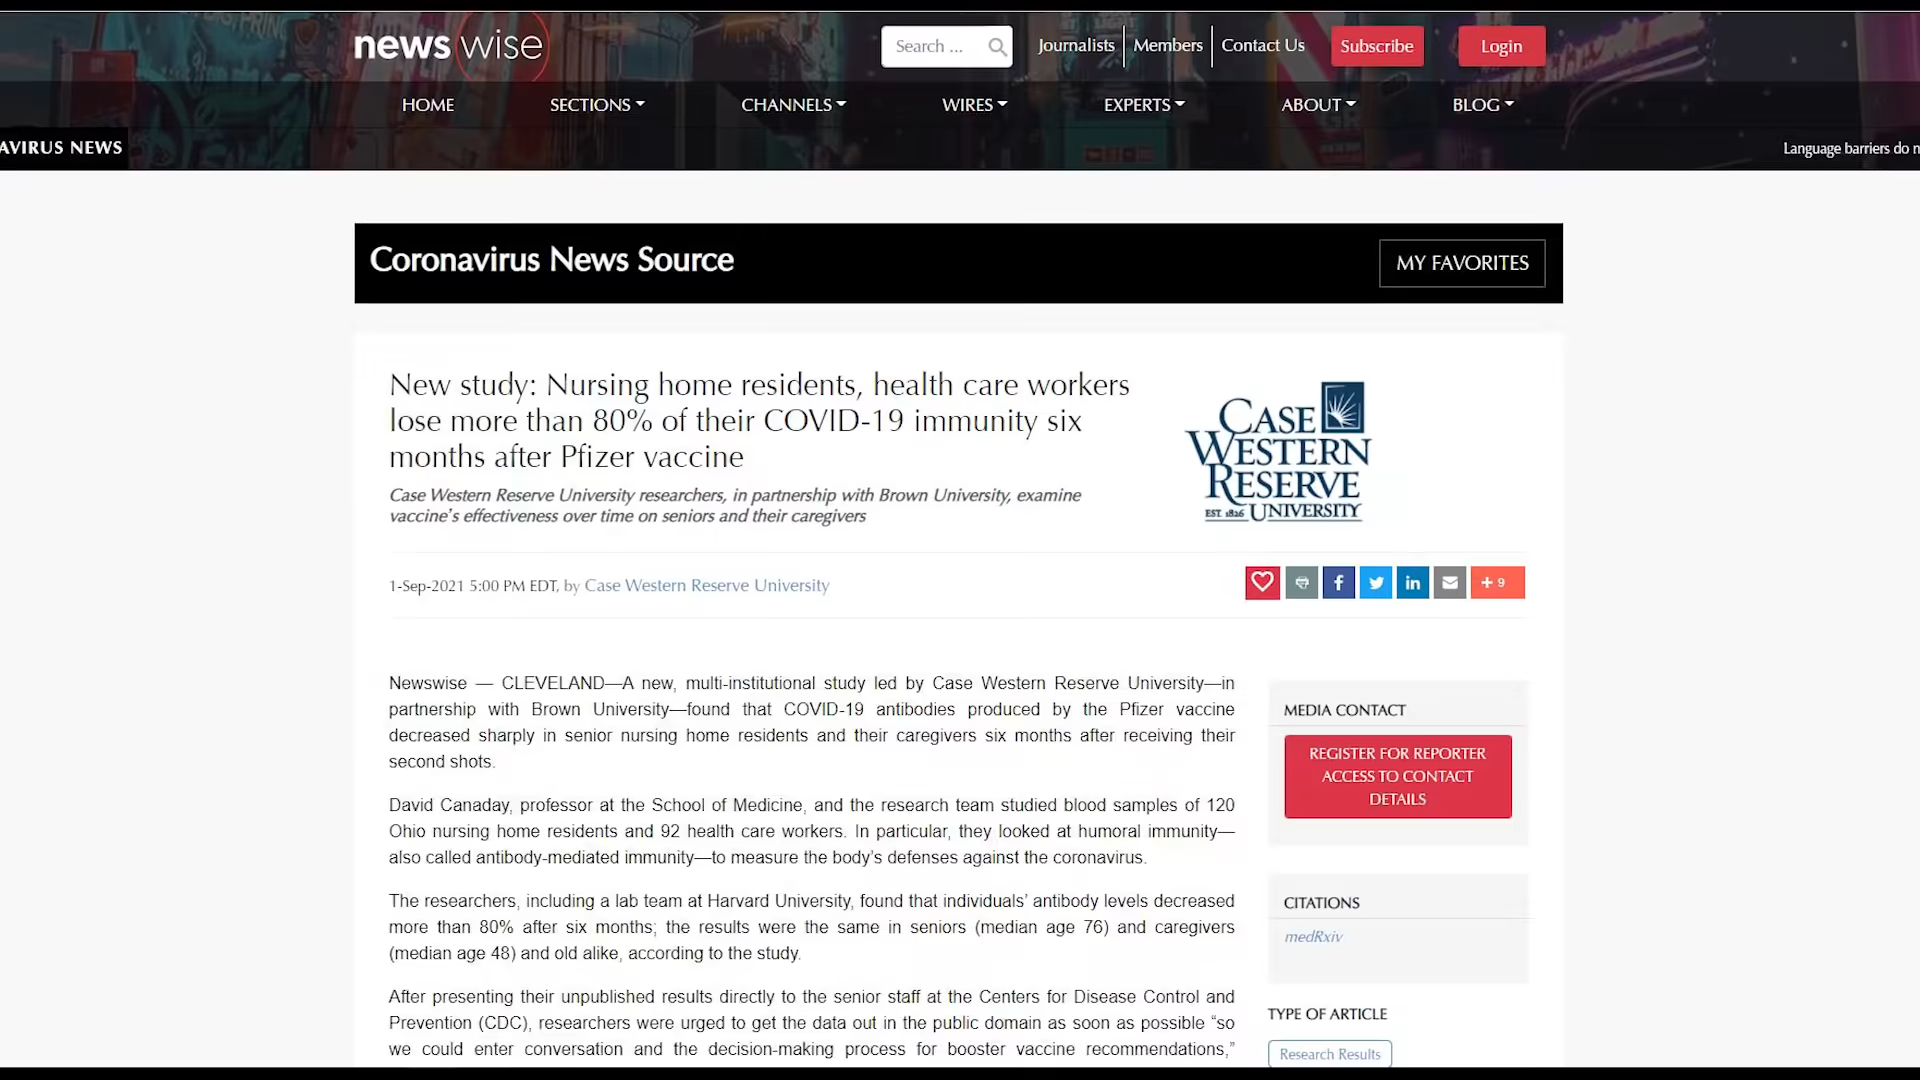 news wise
Search ...
Journalists
Members
Contact Us
Subscribe
Login
HOME
SECTIONS
CHANNELS
WIRES
EXPERTS
ABOUT
BLOG
AVIRUS NEWS
Language barriers do n
Coronavirus News Source
MY FAVORITES
New study: Nursing home residents, health care workers
lose more than 80% of their COVID-19 immunity six
months after Pfizer vaccine
Case Western Reserve University researchers, in partnership with Brown University, examine
vaccine's effectiveness over time on seniors and their caregivers
CASE
WESTERN
RESERVE
EST. 1826 UNIVERSITY
1-Sep-2021 5:00 PM EDT, by Case Western Reserve University
+ 9
Newswise — CLEVELAND—A new, multi-institutional study led by Case Western Reserve University—in
partnership with Brown University—found that COVID-19 antibodies produced by the Pfizer vaccine
decreased sharply in senior nursing home residents and their caregivers six months after receiving their
second shots.
David Canaday, professor at the School of Medicine, and the research team studied blood samples of 120
Ohio nursing home residents and 92 health care workers. In particular, they looked at humoral immunity—
also called antibody-mediated immunity—to measure the body's defenses against the coronavirus.
The researchers, including a lab team at Harvard University, found that individuals' antibody levels decreased
more than 80% after six months; the results were the same in seniors (median age 76) and caregivers
(median age 48) and old alike, according to the study.
After presenting their unpublished results directly to the senior staff at the Centers for Disease Control and
Prevention (CDC), researchers were urged to get the data out in the public domain as soon as possible “so
we could enter conversation and the decision-making process for booster vaccine recommendations,”
MEDIA CONTACT
REGISTER FOR REPORTER
ACCESS TO CONTACT
DETAILS
CITATIONS
medRxiv
TYPE OF ARTICLE
Research Results